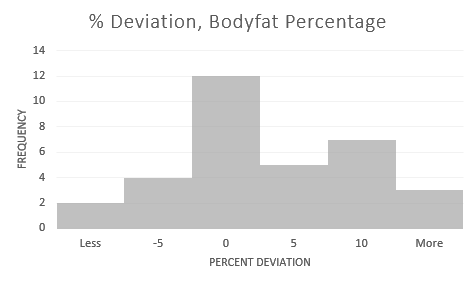 % Deviation, Bodyfat Percentage
14
12
10
8
6
4
2
0
FREQUENCY
Less -5 0 5 10 More
PERCENT DEVIATION